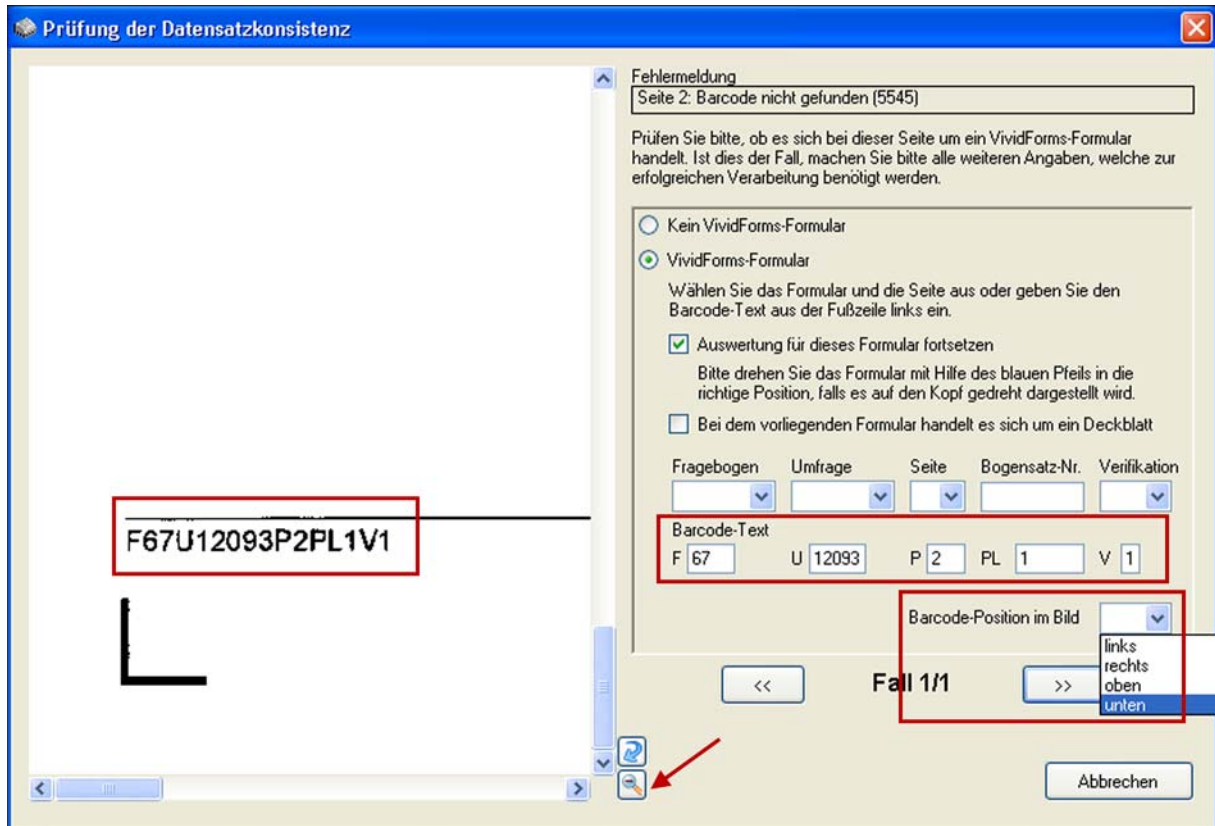 Prüfung der Datensatzkonsistenz
F67U12093P2PL1V1
Fehlermeldung
Seite 2: Barcode nicht gefunden (5545)
Prüfen Sie bitte, ob es sich bei dieser Seite um ein VividForms-Formular
handelt. Ist dies der Fall, machen Sie bitte alle weiteren Angaben, welche zur
erfolgreichen Verarbeitung benötigt werden.
Kein VividForms-Formular
VividForms-Formular
Wählen Sie das Formular und die Seite aus oder geben Sie den
Barcode-Text aus der Fußzeile links ein.
Auswertung für dieses Formular fortsetzen
Bitte drehen Sie das Formular mit Hilfe des blauen Pfeils in die
richtige Position, falls es auf den Kopf gedreht dargestellt wird.
Bei dem vorliegenden Formular handelt es sich um ein Deckblatt
Fragebogen Umfrage Seite Bogensatz-Nr. Verifikation
Barcode-Text
F 67 U 12093 P 2 PL 1 V 1
Barcode-Position im Bild
links
rechts
oben
unten
<< Fall 1/1 >>
Abbrechen